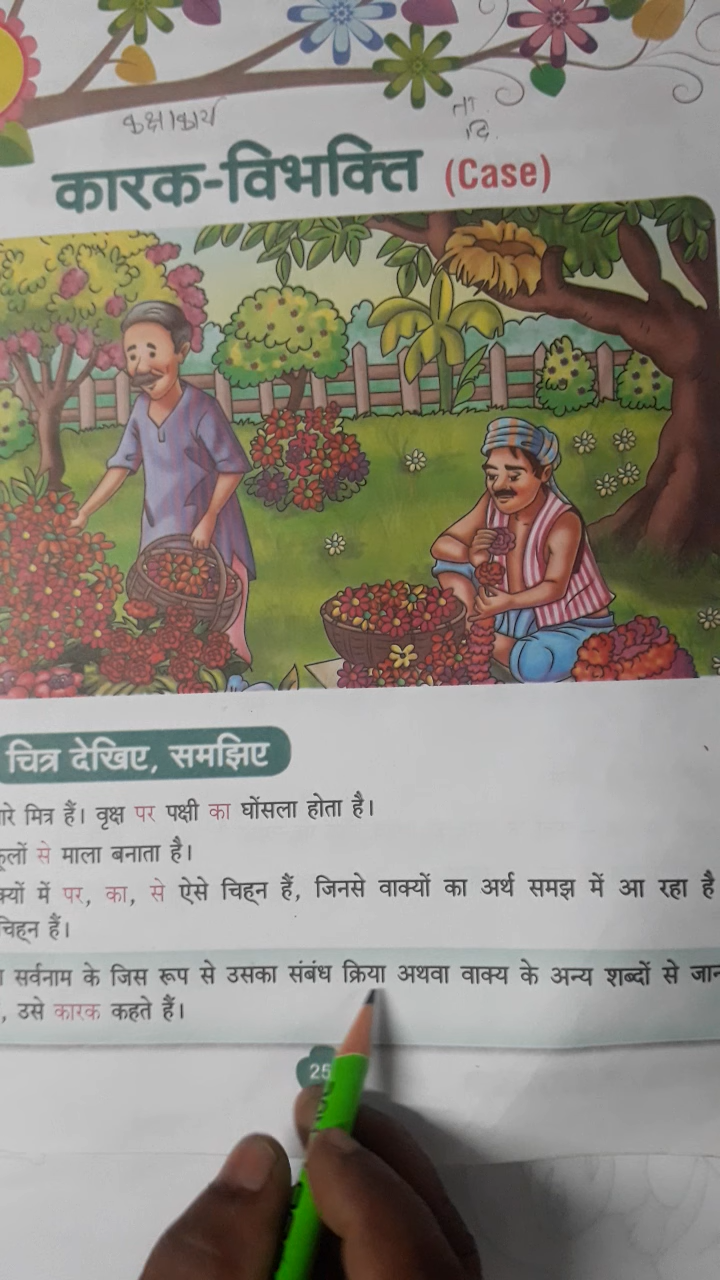 कक्षाकार्य
ता.
दि.
कारक-विभक्ति (Case)
चित्र देखिए, समझिए
रे मित्र हैं। वृक्ष पर पक्षी का घोंसला होता है।
से माला बनाता है।
में पर, का, से ऐसे चिह्न हैं, जिनसे वाक्यों का अर्थ समझ में आ रहा है
चिह्न हैं।
सर्वनाम के जिस रूप से उसका संबंध क्रिया अथवा वाक्य के अन्य शब्दों से जान
, उसे कारक कहते हैं।
25